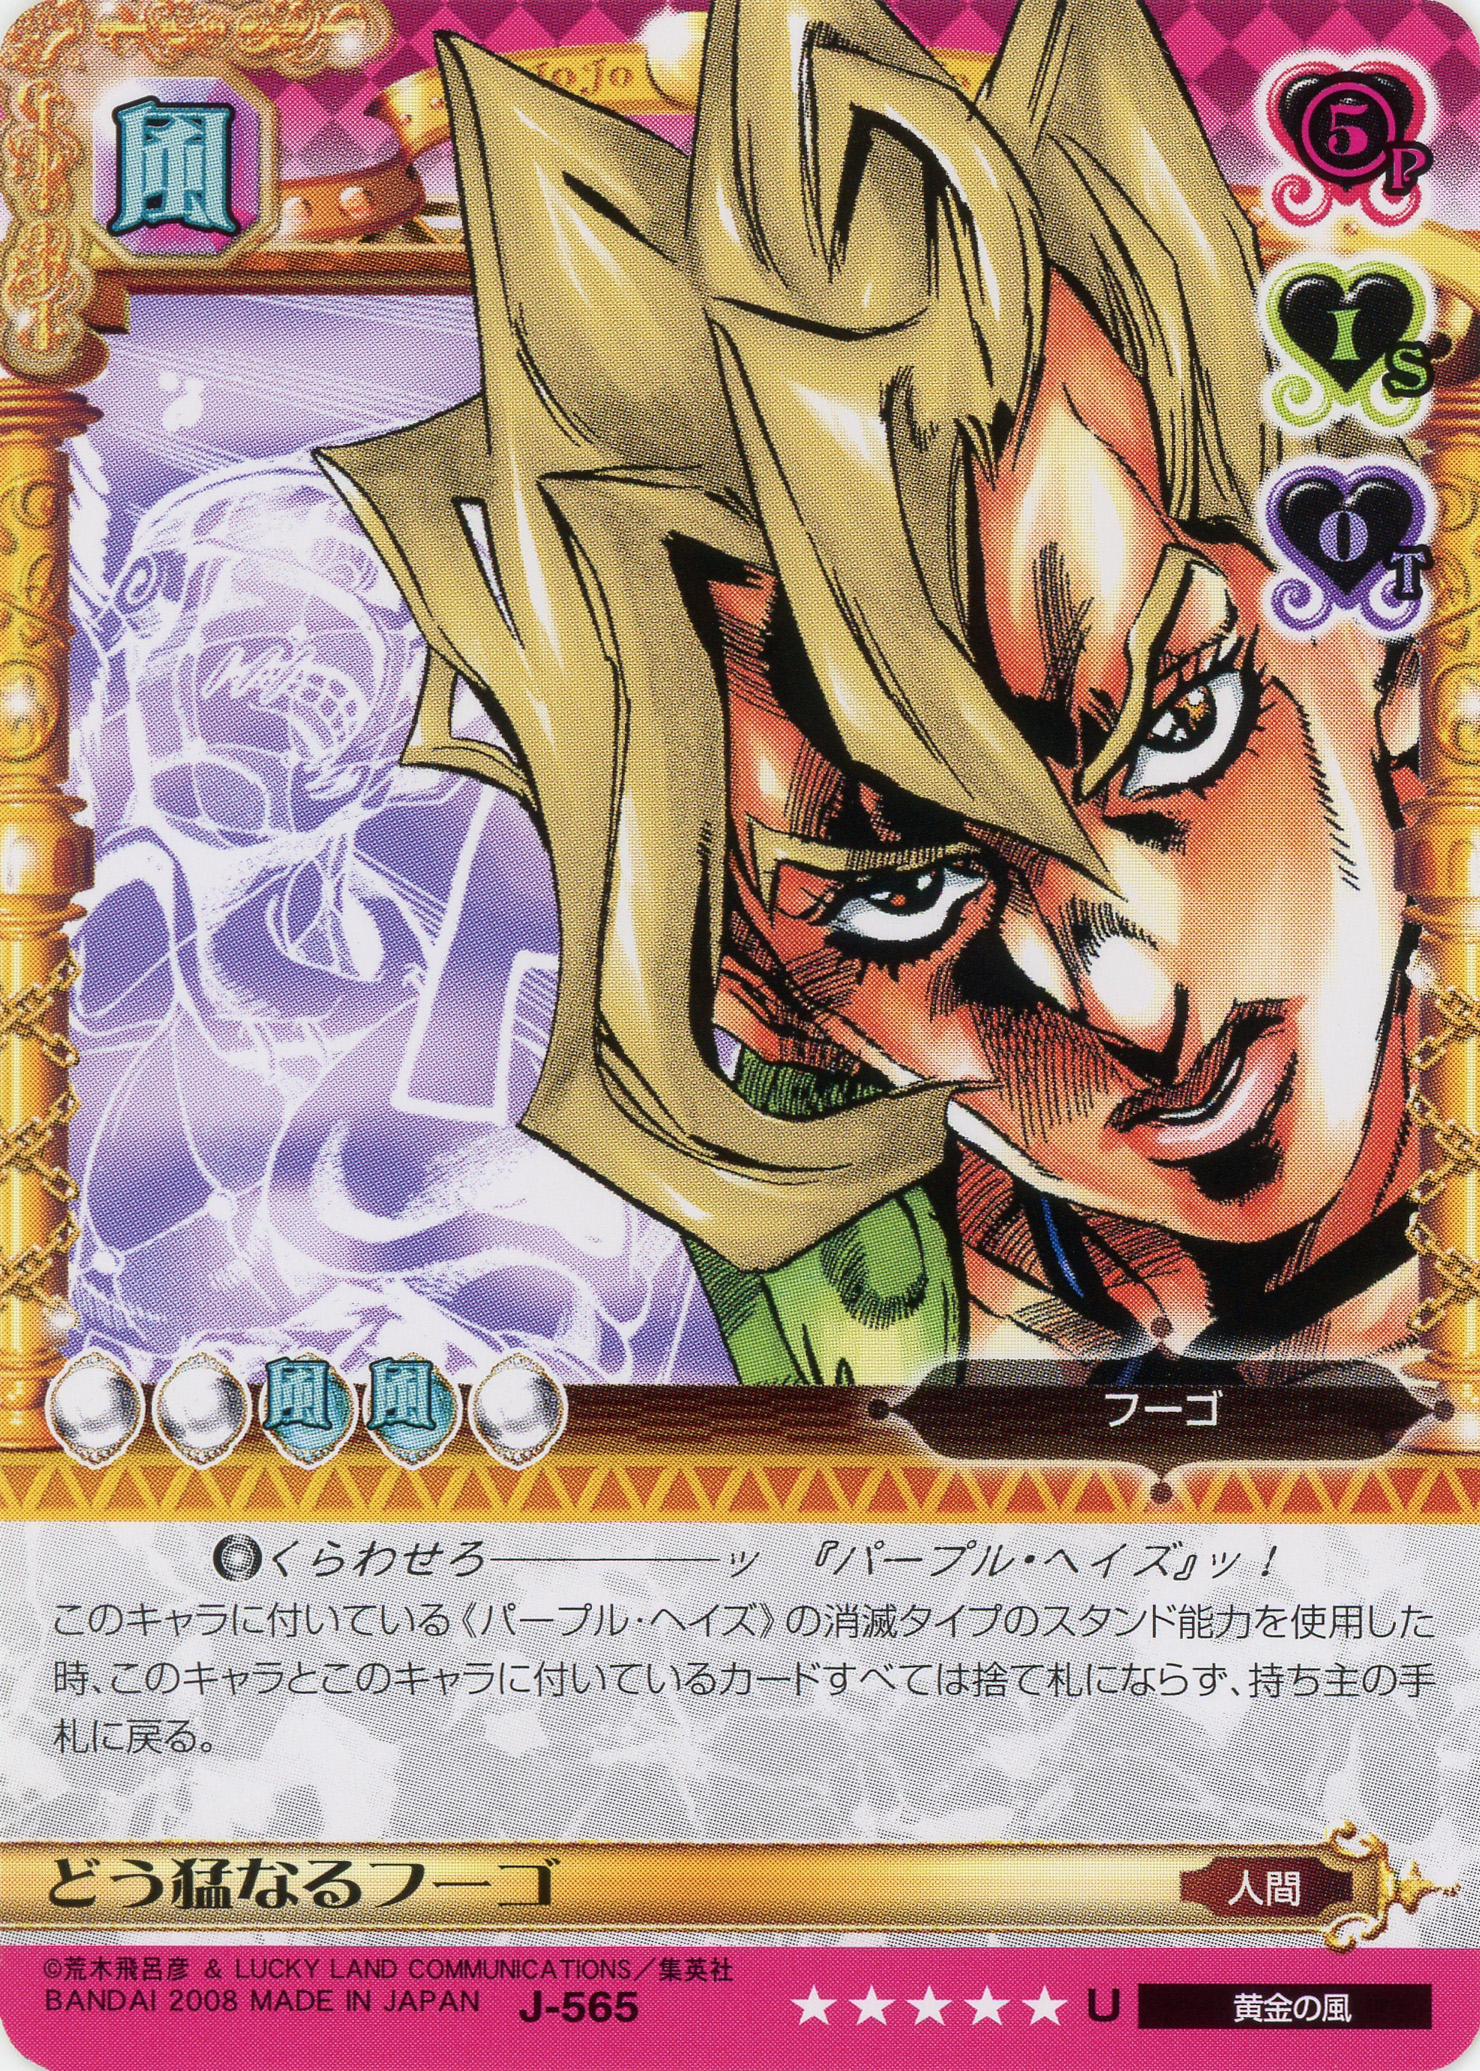 JoJo
風
5 P
1 S
0 T
風 風
フーゴ
◎くらわせろ――――ッ 『パープル・ヘイズ』ッ！
このキャラに付いている《パープル・ヘイズ》の消滅タイプのスタンド能力を使用した
時、このキャラとこのキャラに付いているカードすべては捨て札にならず、持ち主の手
札に戻る。
どう猛なるフーゴ
人間
©荒木飛呂彦 & LUCKY LAND COMMUNICATIONS／集英社
BANDAI 2008 MADE IN JAPAN J-565 ★★★★★ U 黄金の風